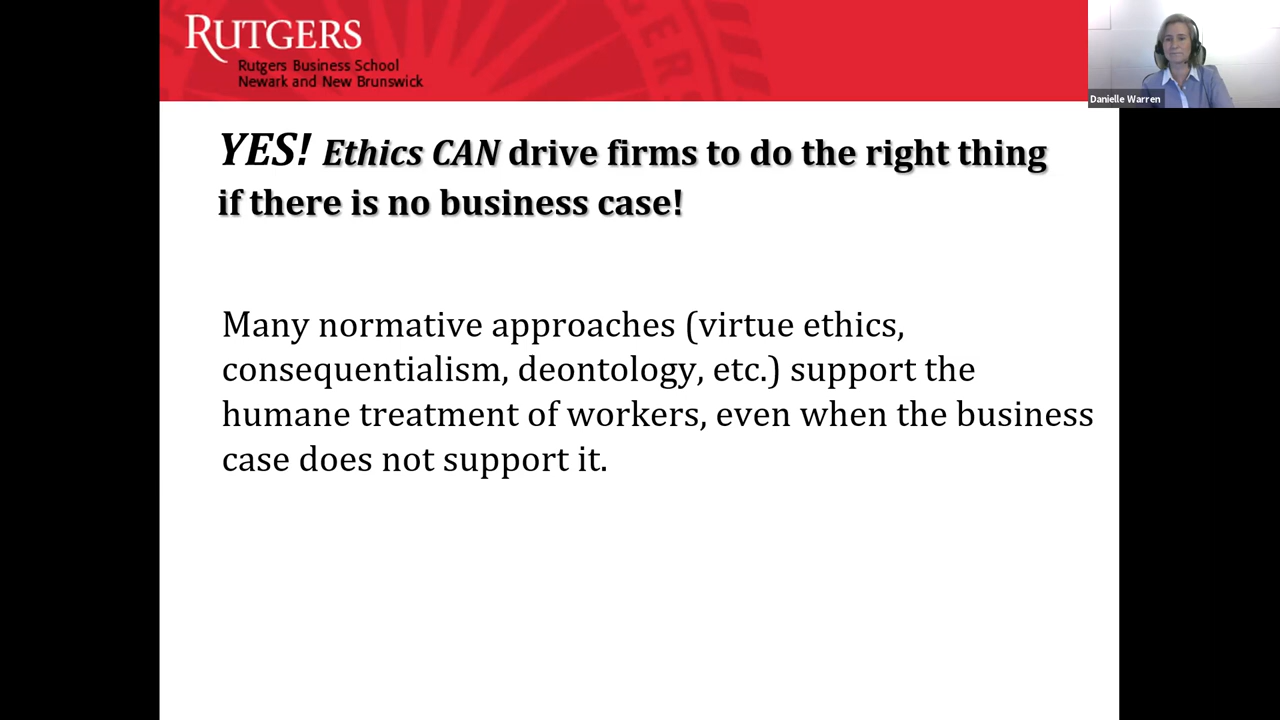 RUTGERS
Rutgers Business School
Newark and New Brunswick
Danielle Warren
YES! Ethics CAN drive firms to do the right thing
if there is no business case!
Many normative approaches (virtue ethics,
consequentialism, deontology, etc.) support the
humane treatment of workers, even when the business
case does not support it.